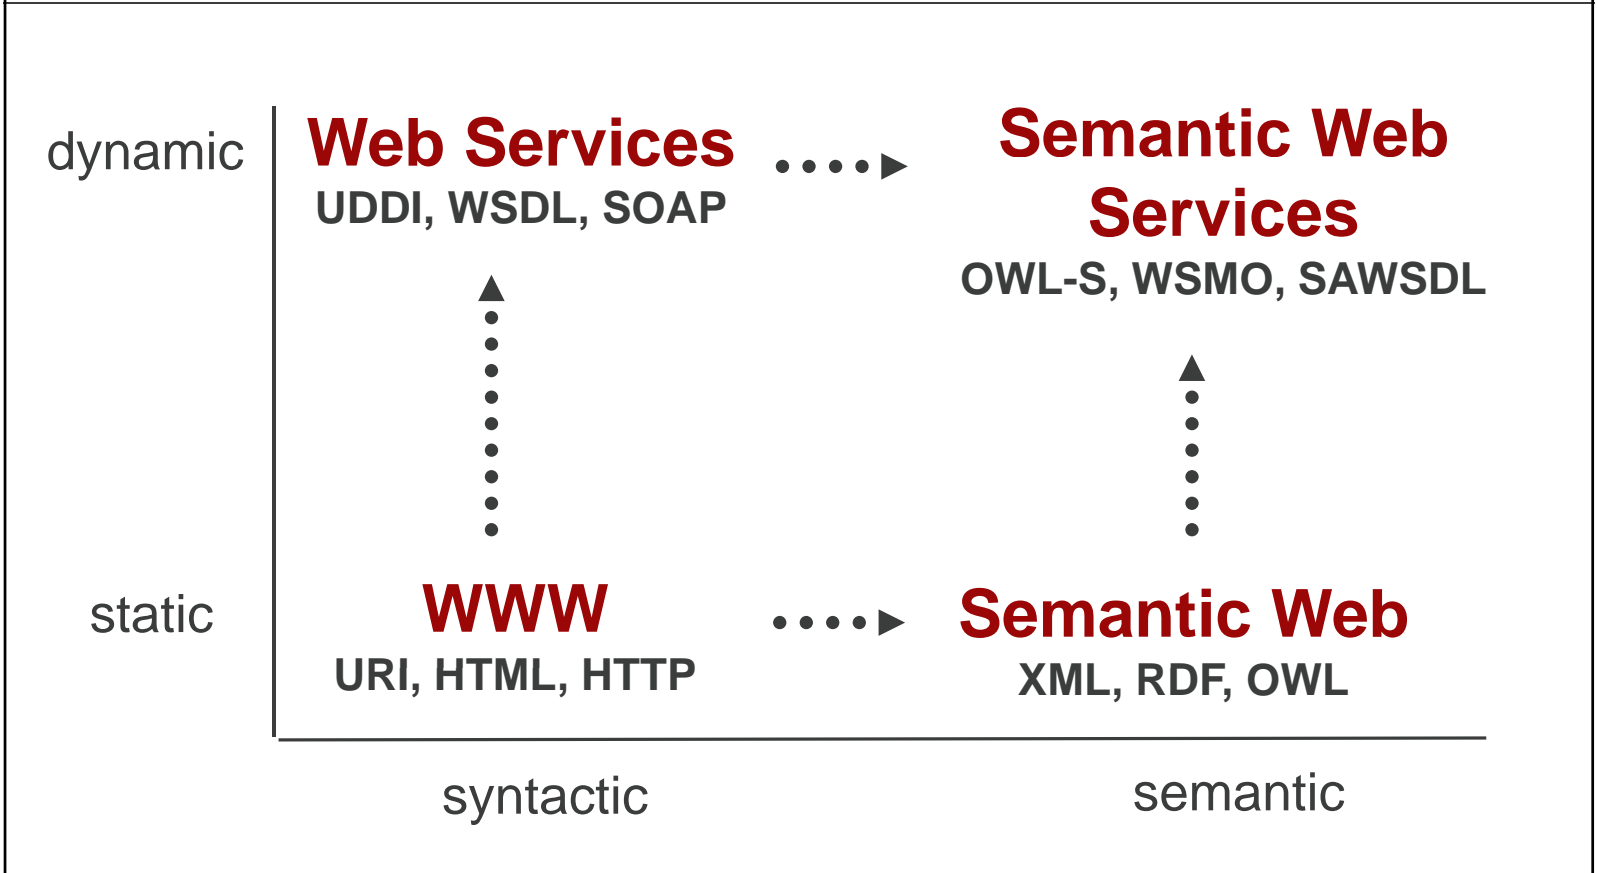 dynamic
Web Services
UDDI, WSDL, SOAP
Semantic Web
Services
OWL-S, WSMO, SAWSDL
static
WWW
URI, HTML, HTTP
Semantic Web
XML, RDF, OWL
syntactic
semantic